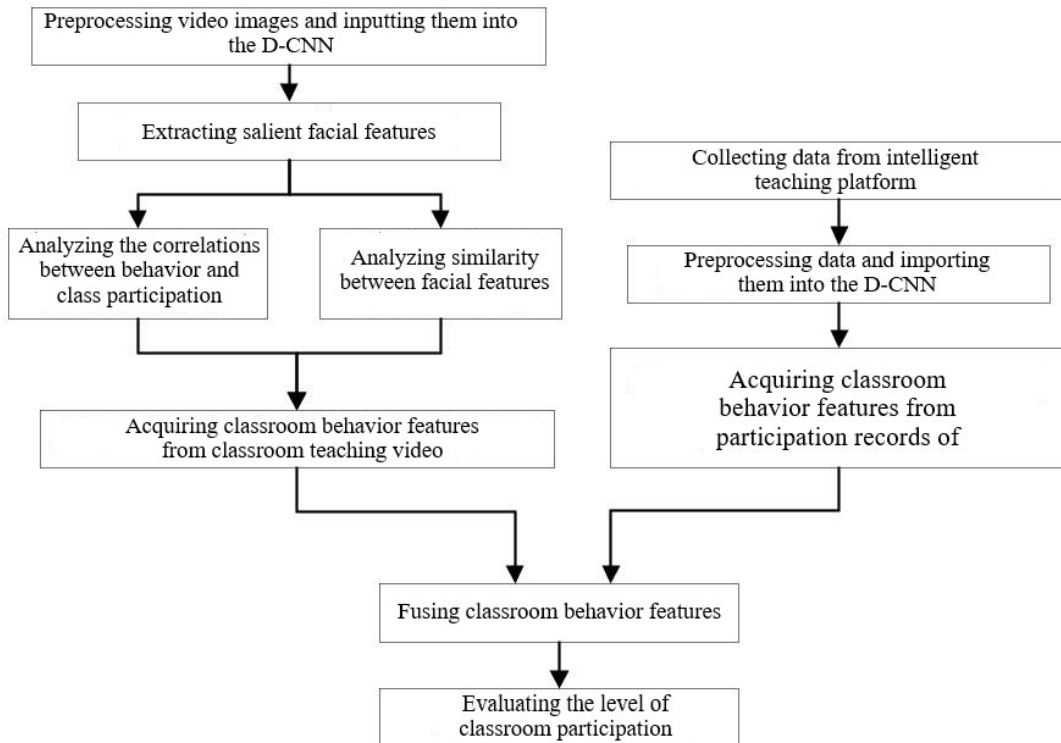 Preprocessing video images and inputting them into
the D-CNN
Extracting salient facial features
Analyzing the correlations
between behavior and
class participation
Analyzing similarity
between facial features
Acquiring classroom behavior features
from classroom teaching video
Collecting data from intelligent
teaching platform
Preprocessing data and importing
them into the D-CNN
Acquiring classroom
behavior features from
participation records of
Fusing classroom behavior features
Evaluating the level of
classroom participation